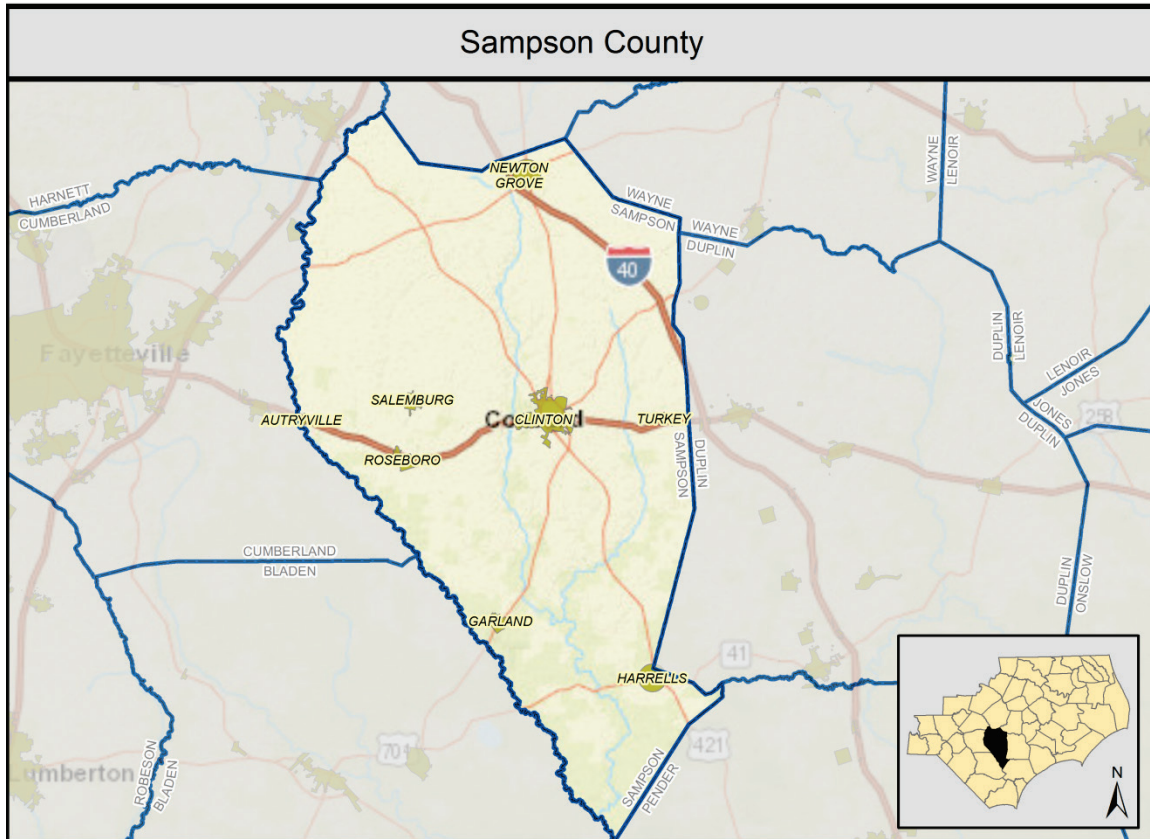 Sampson County
NEWTON
GROVE
HARNETT
CUMBERLAND
WAYNE
SAMPSON
WAYNE
DUPLIN
WAYNE
LENOIR
40
Fayetteville
DUPLIN
LENOIR
LENOIR
JONES
JONES
DUPLIN
258
SALEMBURG
AUTRYVILLE
CLINTON
TURKEY
ROSEBORO
SAMPSON
DUPLIN
CUMBERLAND
BLADEN
DUPLIN
ONSLOW
GARLAND
HARRELLS
41
701
421
Lumberton
ROBESON
BLADEN
SAMPSON
PENDER
N